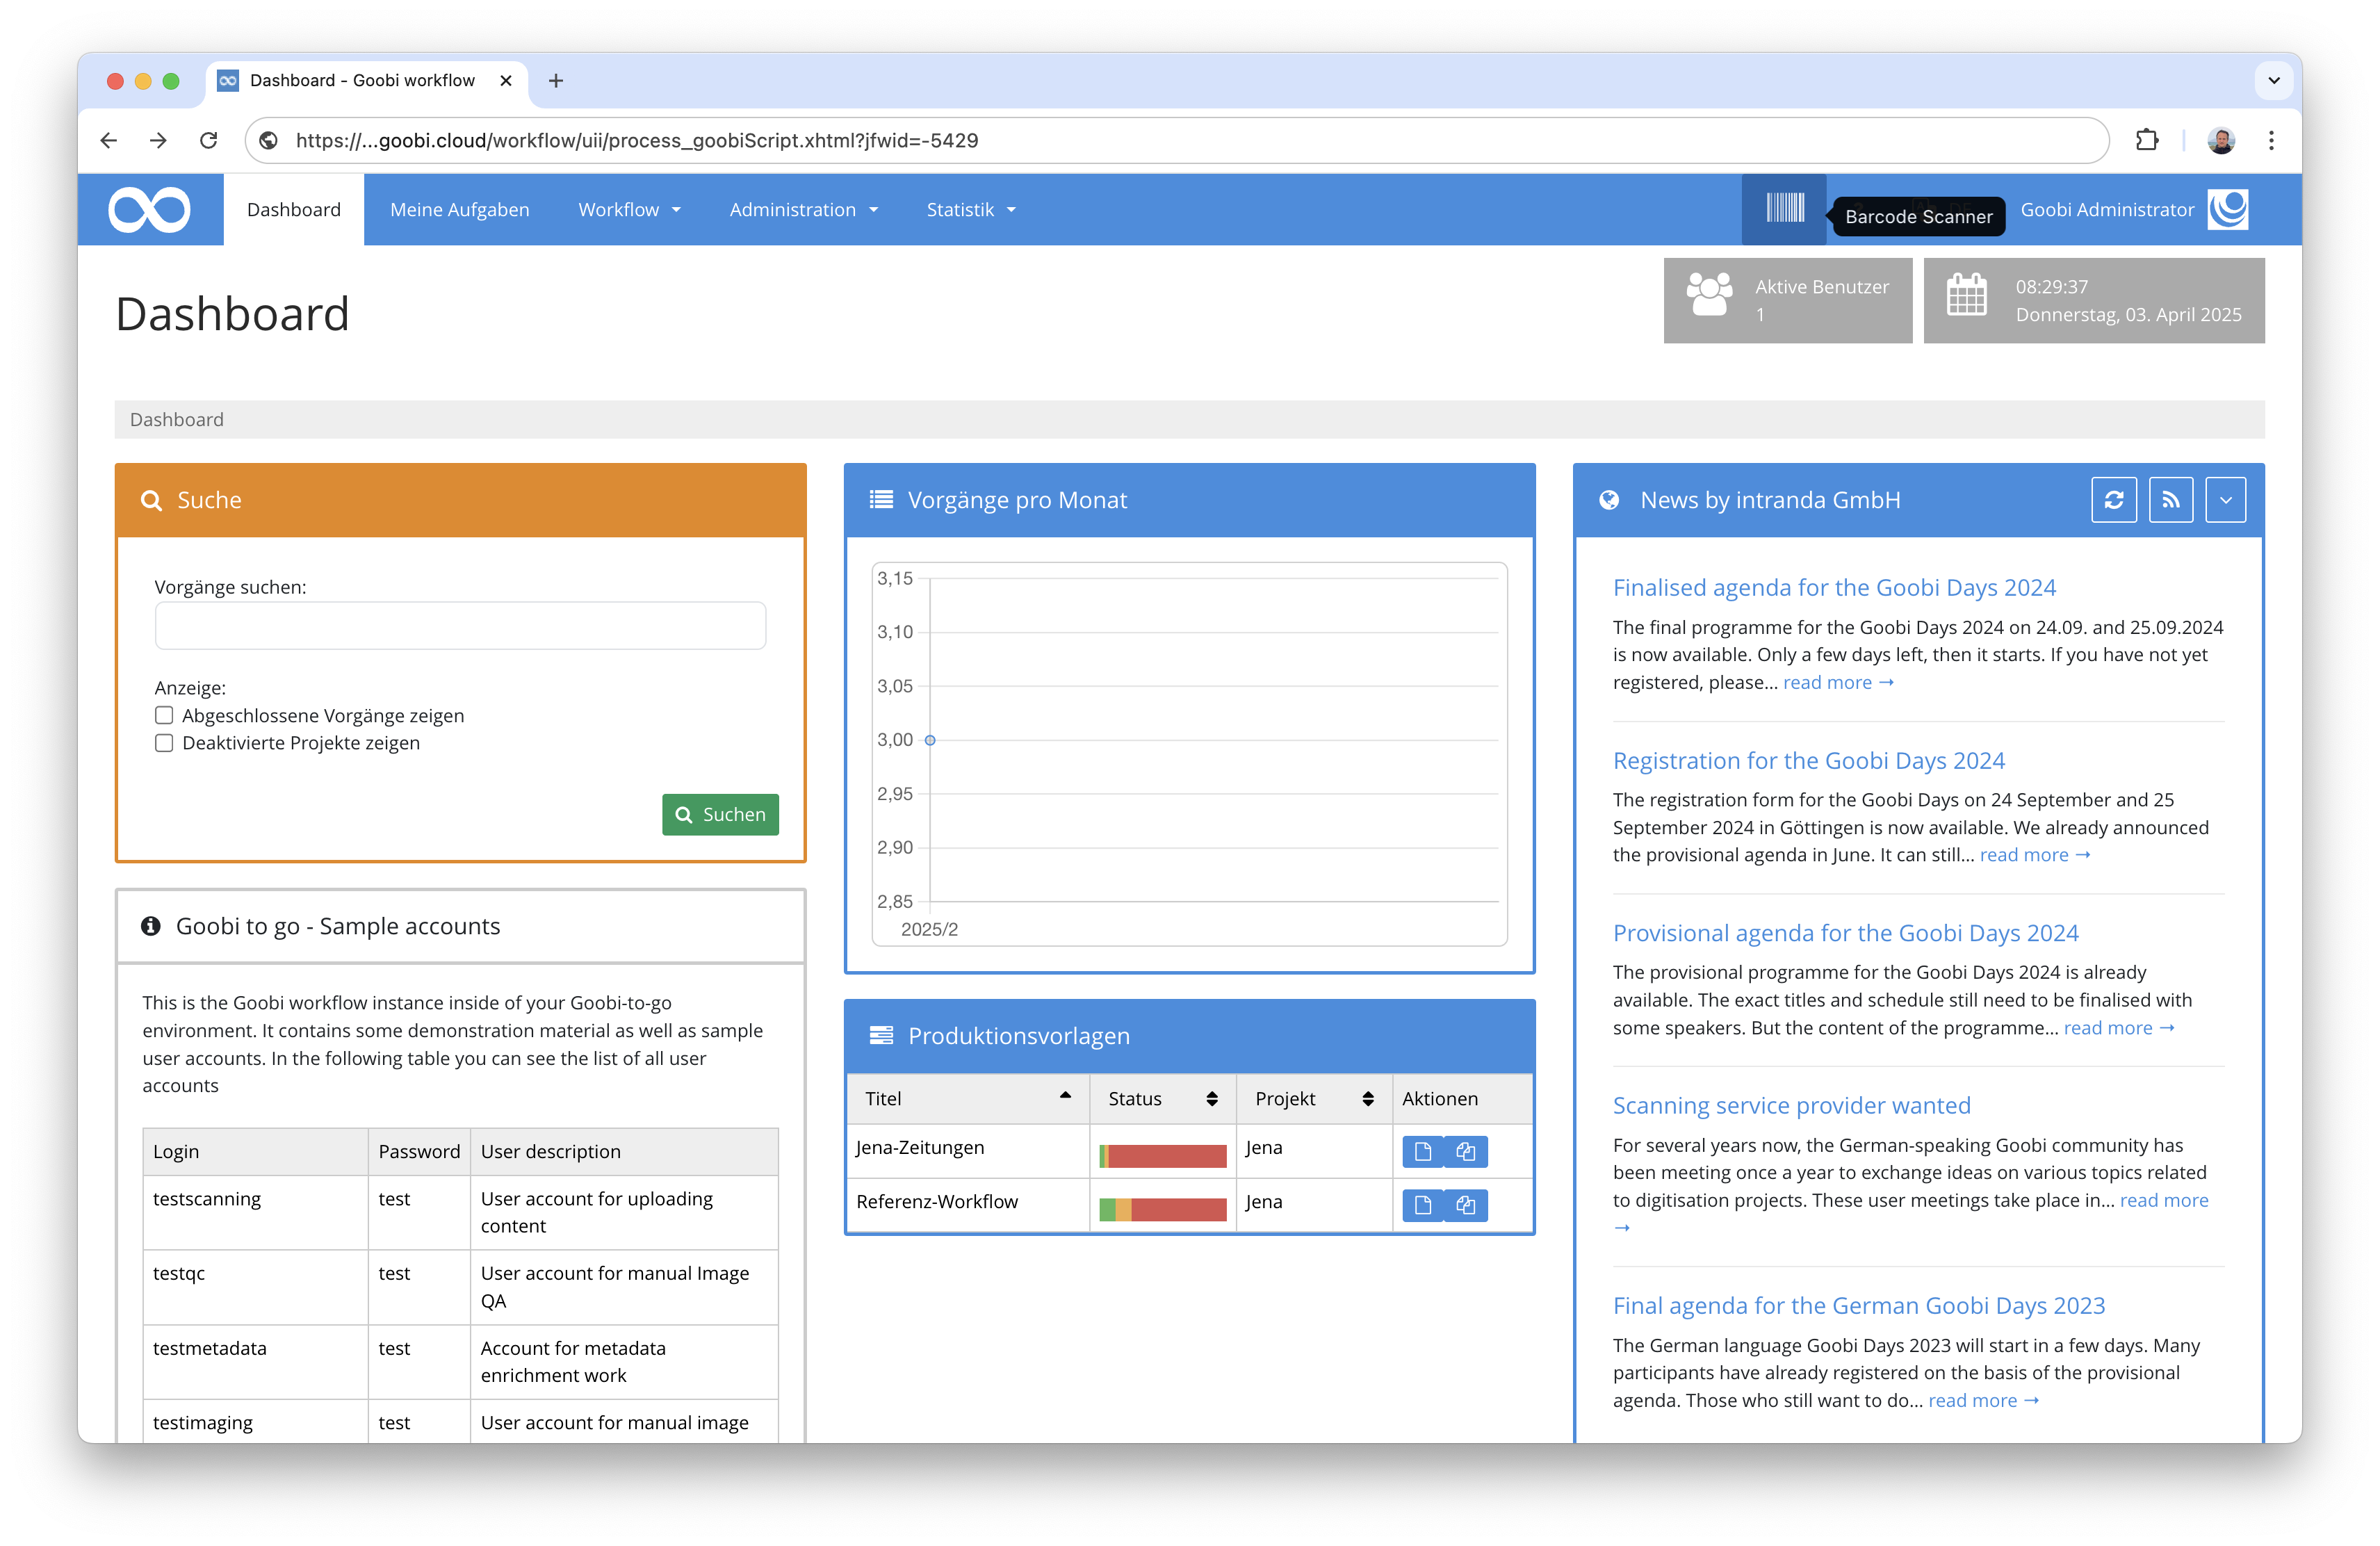 Dashboard - Goobi workflow
https://...goobi.cloud/workflow/uii/process_goobiScript.xhtml?jfwid=-5429
Dashboard
Meine Aufgaben
Workflow
Administration
Statistik
Barcode Scanner
Goobi Administrator
Dashboard
Aktive Benutzer
1
08:29:37
Donnerstag, 03. April 2025
Dashboard
Suche
Vorgänge suchen:
Anzeige:
Abgeschlossene Vorgänge zeigen
Deaktivierte Projekte zeigen
Suchen
Goobi to go - Sample accounts
This is the Goobi workflow instance inside of your Goobi-to-go
environment. It contains some demonstration material as well as sample
user accounts. In the following table you can see the list of all user
accounts
Login Password User description
testscanning test User account for uploading
content
testqc test User account for manual Image
QA
testmetadata test Account for metadata
enrichment work
testimaging test User account for manual image
Vorgänge pro Monat
3,15
3,10
3,05
3,00
2,95
2,90
2,85
2025/2
Produktionsvorlagen
Titel Status Projekt Aktionen
Jena-Zeitungen Jena
Referenz-Workflow Jena
News by intranda GmbH
Finalised agenda for the Goobi Days 2024
The final programme for the Goobi Days 2024 on 24.09. and 25.09.2024
is now available. Only a few days left, then it starts. If you have not yet
registered, please... read more →
Registration for the Goobi Days 2024
The registration form for the Goobi Days on 24 September and 25
September 2024 in Göttingen is now available. We already announced
the provisional agenda in June. It can still... read more →
Provisional agenda for the Goobi Days 2024
The provisional programme for the Goobi Days 2024 is already
available. The exact titles and schedule still need to be finalised with
some speakers. But the content of the programme... read more →
Scanning service provider wanted
For several years now, the German-speaking Goobi community has
been meeting once a year to exchange ideas on various topics related
to digitisation projects. These user meetings take place in... read more
→
Final agenda for the German Goobi Days 2023
The German language Goobi Days 2023 will start in a few days. Many
participants have already registered on the basis of the provisional
agenda. Those who still want to do... read more →